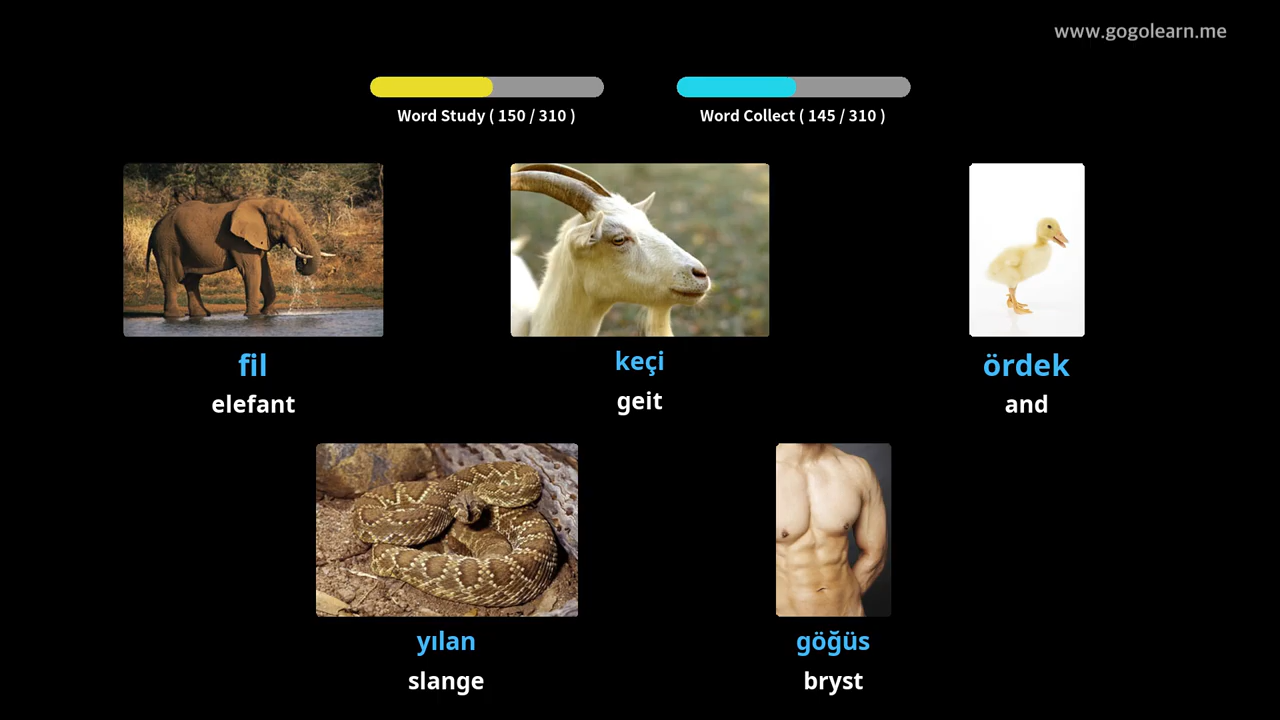 www.gogolearn.me
Word Study ( 150 / 310 )
Word Collect ( 145 / 310 )
fil
elefant
keçi
geit
ördek
and
yılan
slange
göğüs
bryst